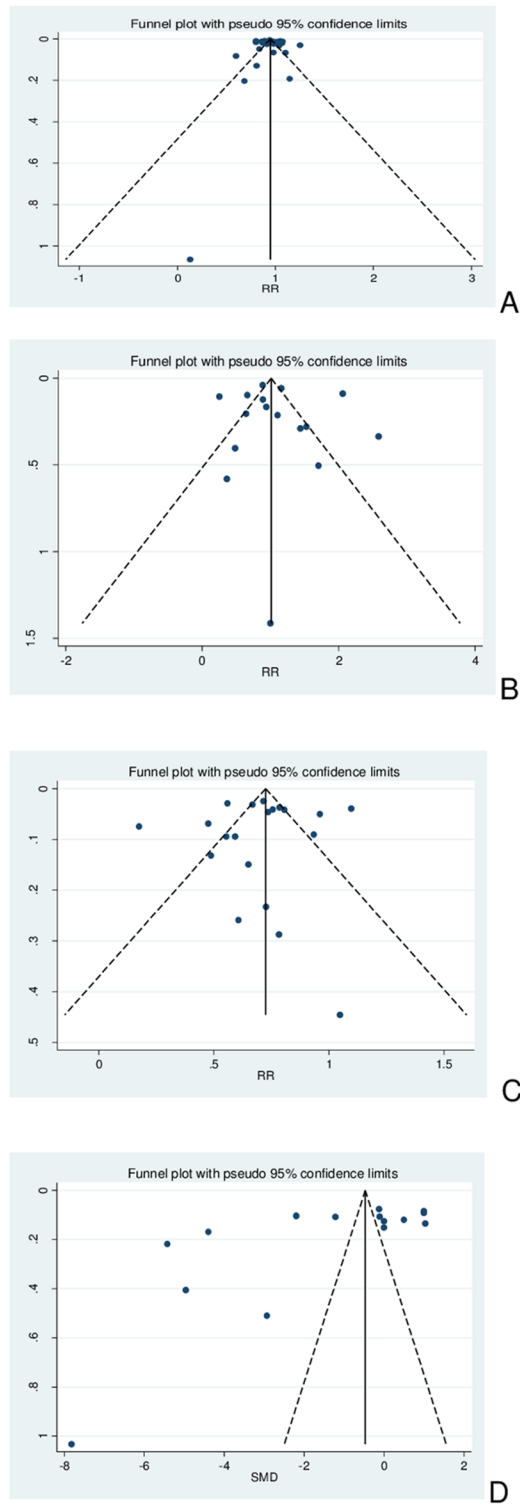 Funnel plot with pseudo 95% confidence limits
0
.2
.4
.6
.8
1
-1 0 1 2 3
RR
A
Funnel plot with pseudo 95% confidence limits
0
.5
1
1.5
-2 0 2 4
RR
B
Funnel plot with pseudo 95% confidence limits
0
.1
.2
.3
.4
.5
0 .5 1 1.5
RR
C
Funnel plot with pseudo 95% confidence limits
0
.2
.4
.6
.8
1
-8 -6 -4 -2 0 2
SMD
D